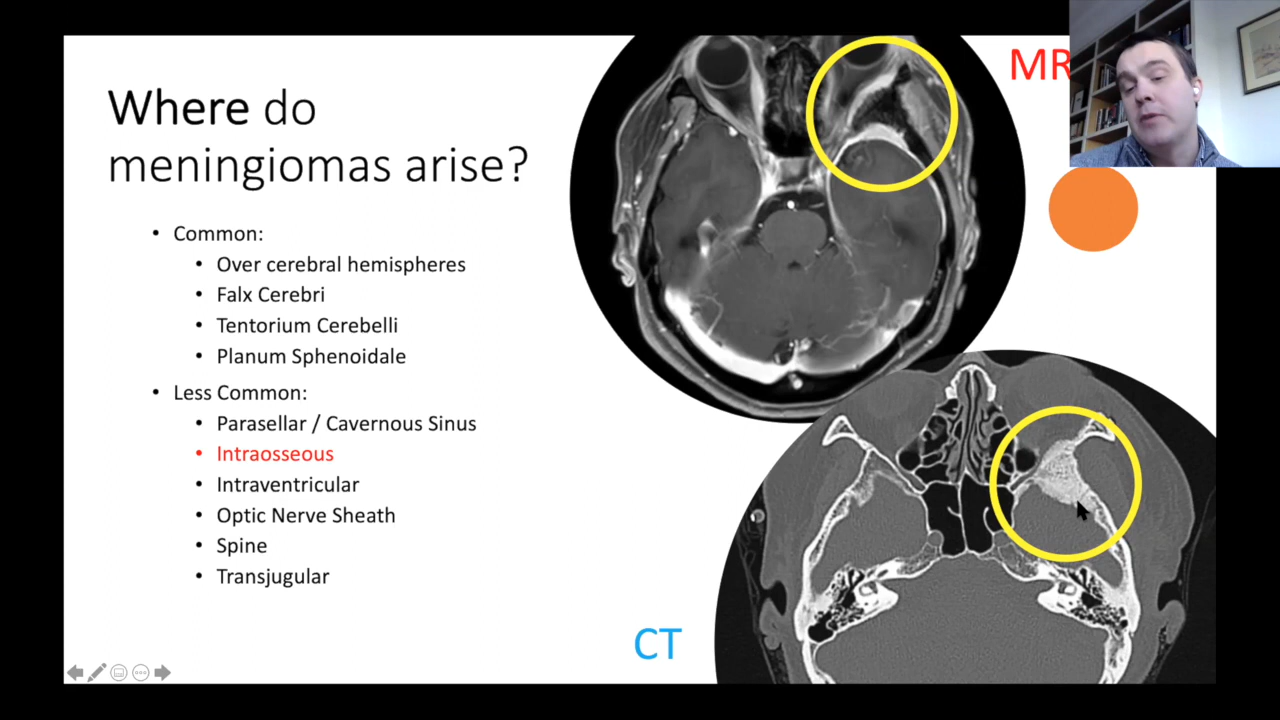 Where do
meningiomas arise?
• Common:
• Over cerebral hemispheres
• Falx Cerebri
• Tentorium Cerebelli
• Planum Sphenoidale
• Less Common:
• Parasellar / Cavernous Sinus
• Intraosseous
• Intraventricular
• Optic Nerve Sheath
• Spine
• Transjugular
MR
CT